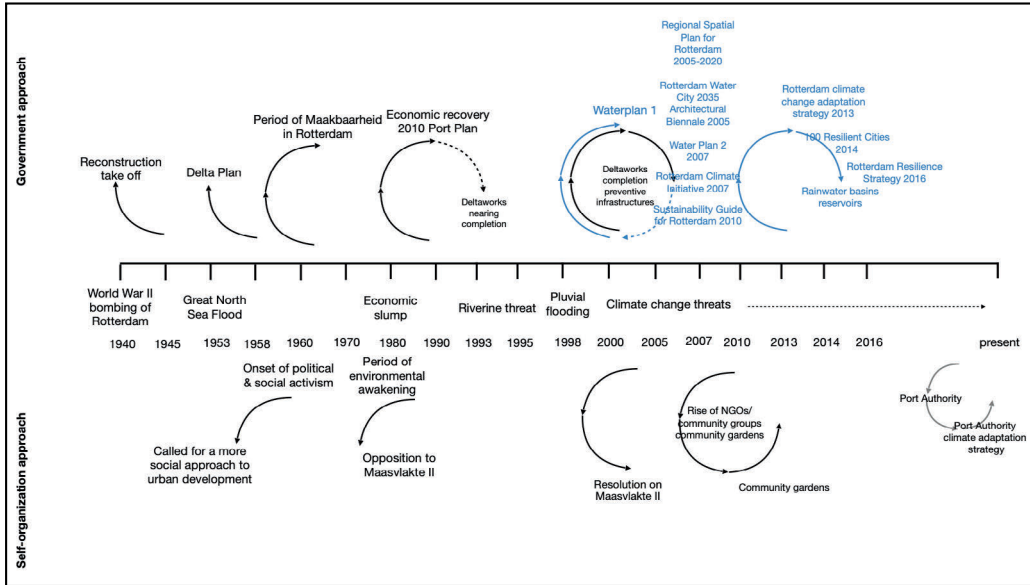 Government approach
Regional Spatial
Plan for
Rotterdam
2005-2020
Rotterdam Water
City 2035
Architectural
Biennale 2005
Water Plan 2
2007
Rotterdam Climate
Initiative 2007
Sustainability Guide
for Rotterdam 2010
Reconstruction
take off
Delta Plan
Period of Maakbaarheid
in Rotterdam
Economic recovery
2010 Port Plan
Deltaworks
nearing
completion
Waterplan 1
Deltaworks
completion
preventive
infrastructures
Rotterdam climate
change adaptation
strategy 2013
100 Resilient Cities
2014
Rotterdam Resilience
Strategy 2016
Rainwater basins
reservoirs
World War II
bombing of
Rotterdam
Great North
Sea Flood
Economic
slump
Riverine threat
Pluvial
flooding
Climate change threats
1940 1945 1953 1958 1960 1970 1980 1990 1993 1995 1998 2000 2005 2007 2010 2013 2014 2016 present
Self-organization approach
Onset of political
& social activism
Called for a more
social approach to
urban development
Period of
environmental
awakening
Opposition to
Maasvlakte II
Resolution on
Maasvlakte II
Rise of NGOs/
community groups
community gardens
Community gardens
Port Authority
Port Authority
climate adaptation
strategy